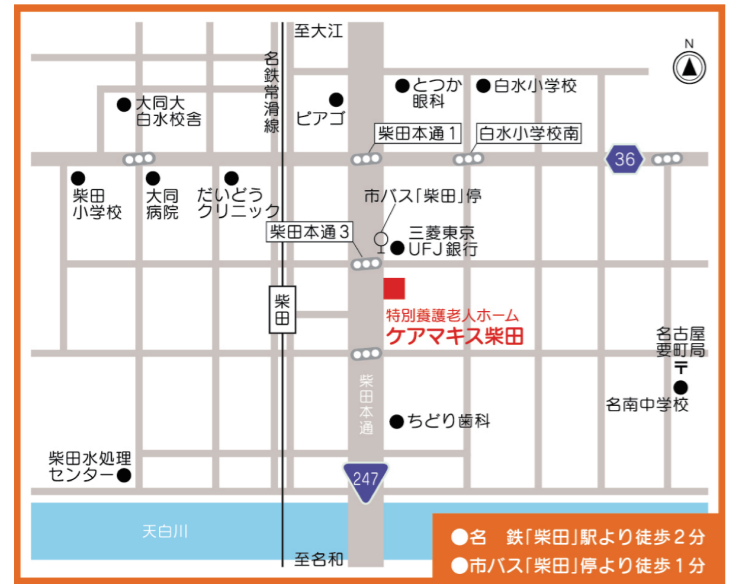 至大江
N
名鉄常滑線
大同大
白水校舎
ピアゴ
とつか
眼科
白水小学校
柴田本通1
白水小学校南
36
柴田
小学校
大同
病院
だいどう
クリニック
市バス「柴田」停
柴田本通3
三菱東京
UFJ銀行
柴田
特別養護老人ホーム
ケアマキス柴田
名古屋
要町局
〒
名南中学校
柴田本通
ちどり歯科
柴田水処理
センター
247
天白川
至名和
●名 鉄「柴田」駅より徒歩2分
●市バス「柴田」停より徒歩1分